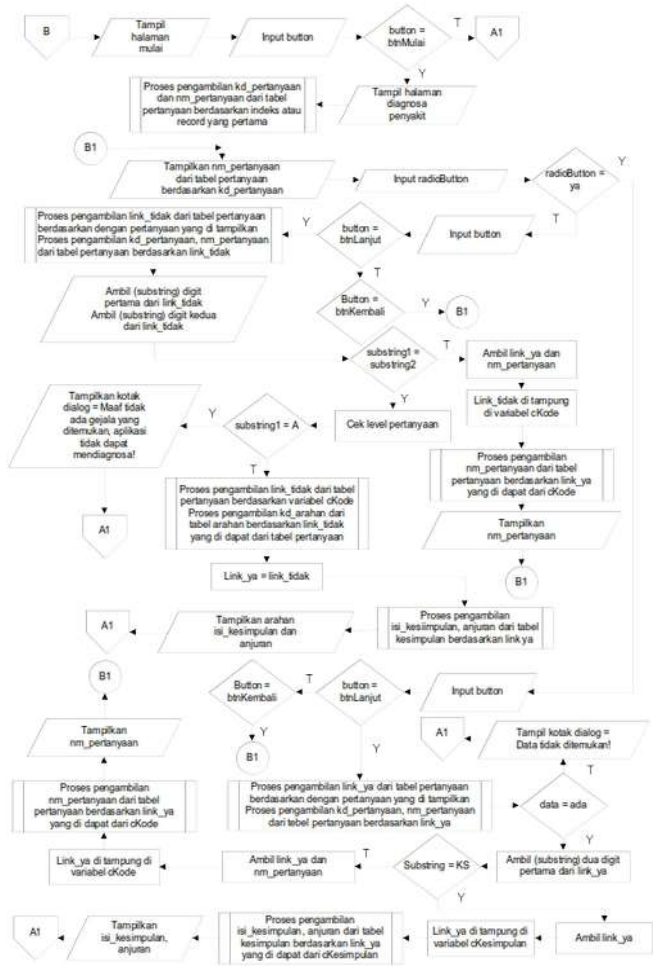 B
Tampil
halaman
mulai
Input button
button =
btnMulai
T
A1
Y
Proses pengambilan kd_pertanyaan
dan nm_pertanyaan dari tabel
pertanyaan berdasarkan indeks atau
record yang pertama
Tampil halaman
diagnosa
penyakit
B1
Tampilkan nm_pertanyaan
dari tabel pertanyaan
berdasarkan kd_pertanyaan
Input radioButton
radioButton =
ya
Y
T
Proses pengambilan link_tidak dari tabel pertanyaan
berdasarkan dengan pertanyaan yang di tampilkan
Proses pengambilan kd_pertanyaan, nm_pertanyaan
dari tabel pertanyaan berdasarkan link_tidak
Y
button =
btnLanjut
Input button
T
Ambil (substring) digit
pertama dari link_tidak
Ambil (substring) digit kedua
dari link_tidak
Button =
btnKembali
Y
B1
substring1 =
substring2
T
Ambil link_ya dan
nm_pertanyaan
Y
Tampilkan kotak
dialog = Maaf tidak
ada gejala yang
ditemukan, aplikasi
tidak dapat
mendiagnosa!
Y
substring1 = A
Cek level pertanyaan
Link_tidak di tampung
di variabel cKode
T
Proses pengambilan
nm_pertanyaan dari tabel
pertanyaan berdasarkan link_ya
yang di dapat dari cKode
A1
Proses pengambilan link_tidak dari tabel
pertanyaan berdasarkan variabel cKode
Proses pengambilan kd_arahan dari
tabel arahan berdasarkan link_tidak
yang di dapat dari tabel pertanyaan
Tampilkan
nm_pertanyaan
Link_ya = link_tidak
B1
A1
Tampilkan arahan
isi_kesimpulan dan
anjuran
Proses pengambilan
isi_kesiimpulan, anjuran dari tabel
kesimpulan berdasarkan link ya
B1
Button =
btnKembali
T
button =
btnLanjut
T
Input button
Tampilkan
nm_pertanyaan
Y
Y
A1
Tampil kotak dialog =
Data tidak ditemukan!
B1
T
Proses pengambilan
nm_pertanyaan dari tabel
pertanyaan berdasarkan link_ya
yang di dapat dari cKode
Proses pengambilan link_ya dari tabel pertanyaan
berdasarkan dengan pertanyaan yang di tampilkan
Proses pengambilan kd_pertanyaan, nm_pertanyaan
dari tebel pertanyaan berdasarkan link_ya
data = ada
Y
Link_ya di tampung di
variabel cKode
Ambil link_ya dan
nm_pertanyaan
T
Substring = KS
Ambil (substring) dua digit
pertama dari link_ya
Y
A1
Tampilkan
isi_kesimpulan,
anjuran
Proses pengambilan
isi_kesimpulan, anjuran dari tabel
kesimpulan berdasarkan link_ya
yang di dapat dari cKesimpulan
Link_ya di tampung di
variabel cKesimpulan
Ambil link_ya